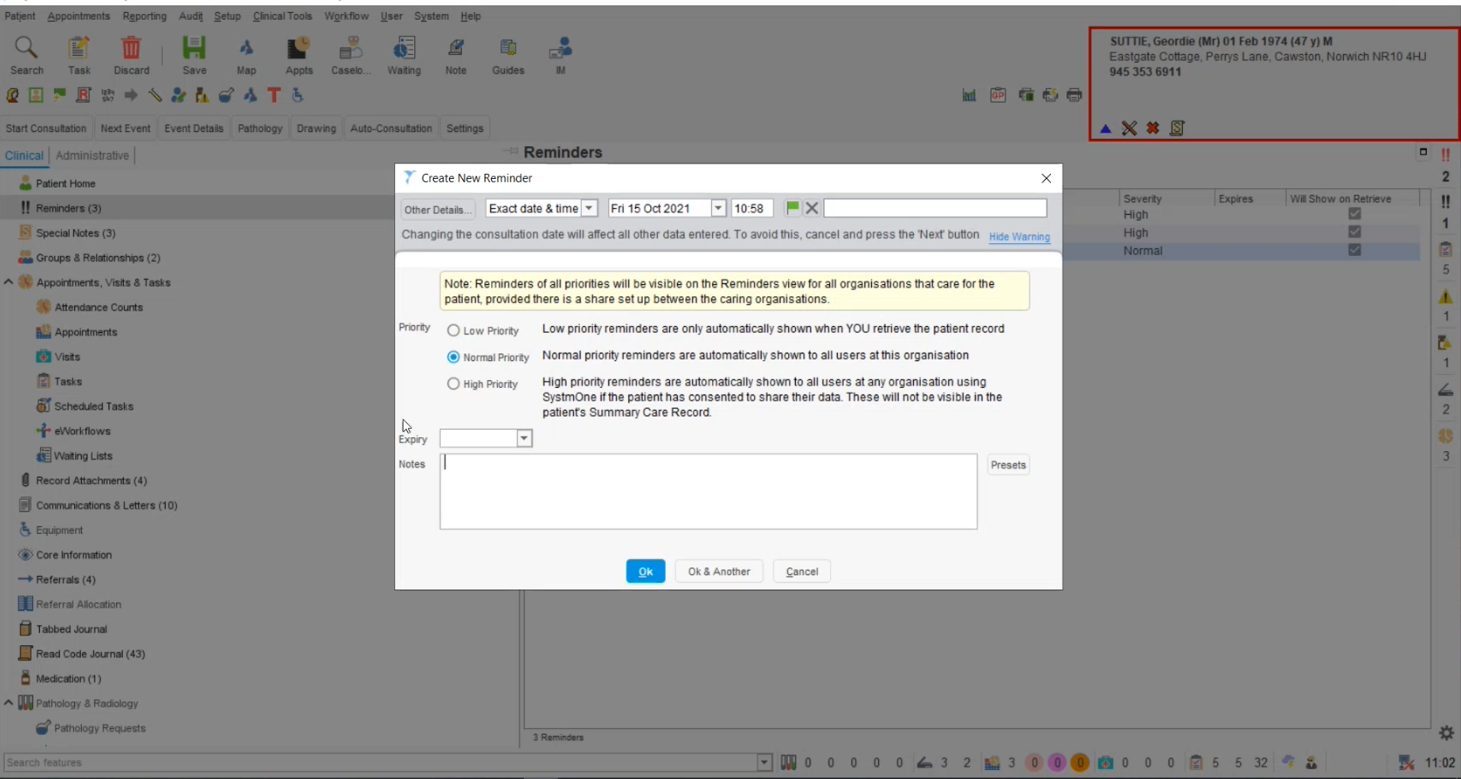 Patient Appointments Reporting Audit Setup Clinical Tools Workflow User System Help
Search Task Discard Save Map Appts Caselo... Waiting Note Guides IM
SUTTIE, Geordie (Mr) 01 Feb 1974 (47 y) M
Eastgate Cottage, Perrys Lane, Cawston, Norwich NR10 4HJ
945 353 6911
Start Consultation Next Event Event Details Pathology Drawing Auto-Consultation Settings
Clinical Administrative
Patient Home
Reminders (3)
Special Notes (3)
Groups & Relationships (2)
Appointments, Visits & Tasks
Attendance Counts
Appointments
Visits
Tasks
Scheduled Tasks
eWorkflows
Waiting Lists
Record Attachments (4)
Communications & Letters (10)
Equipment
Core Information
Referrals (4)
Referral Allocation
Tabbed Journal
Read Code Journal (43)
Medication (1)
Pathology & Radiology
Pathology Requests
Reminders
Severity Expires Will Show on Retrieve
High
High
Normal
Create New Reminder
Other Details... Exact date & time Fri 15 Oct 2021 10:58
Changing the consultation date will affect all other data entered. To avoid this, cancel and press the 'Next' button Hide Warning
Note: Reminders of all priorities will be visible on the Reminders view for all organisations that care for the
patient, provided there is a share set up between the caring organisations.
Priority Low Priority Low priority reminders are only automatically shown when YOU retrieve the patient record
Normal Priority Normal priority reminders are automatically shown to all users at this organisation
High Priority High priority reminders are automatically shown to all users at any organisation using
SystmOne if the patient has consented to share their data. These will not be visible in the
patient's Summary Care Record.
Expiry
Notes Presets
Ok Ok & Another Cancel
3 Reminders
!!
2
!!
1
5
1
1
2
3
Search features 0 0 0 0 0 3 2 3 0 0 0 0 0 0 5 5 32 11:02